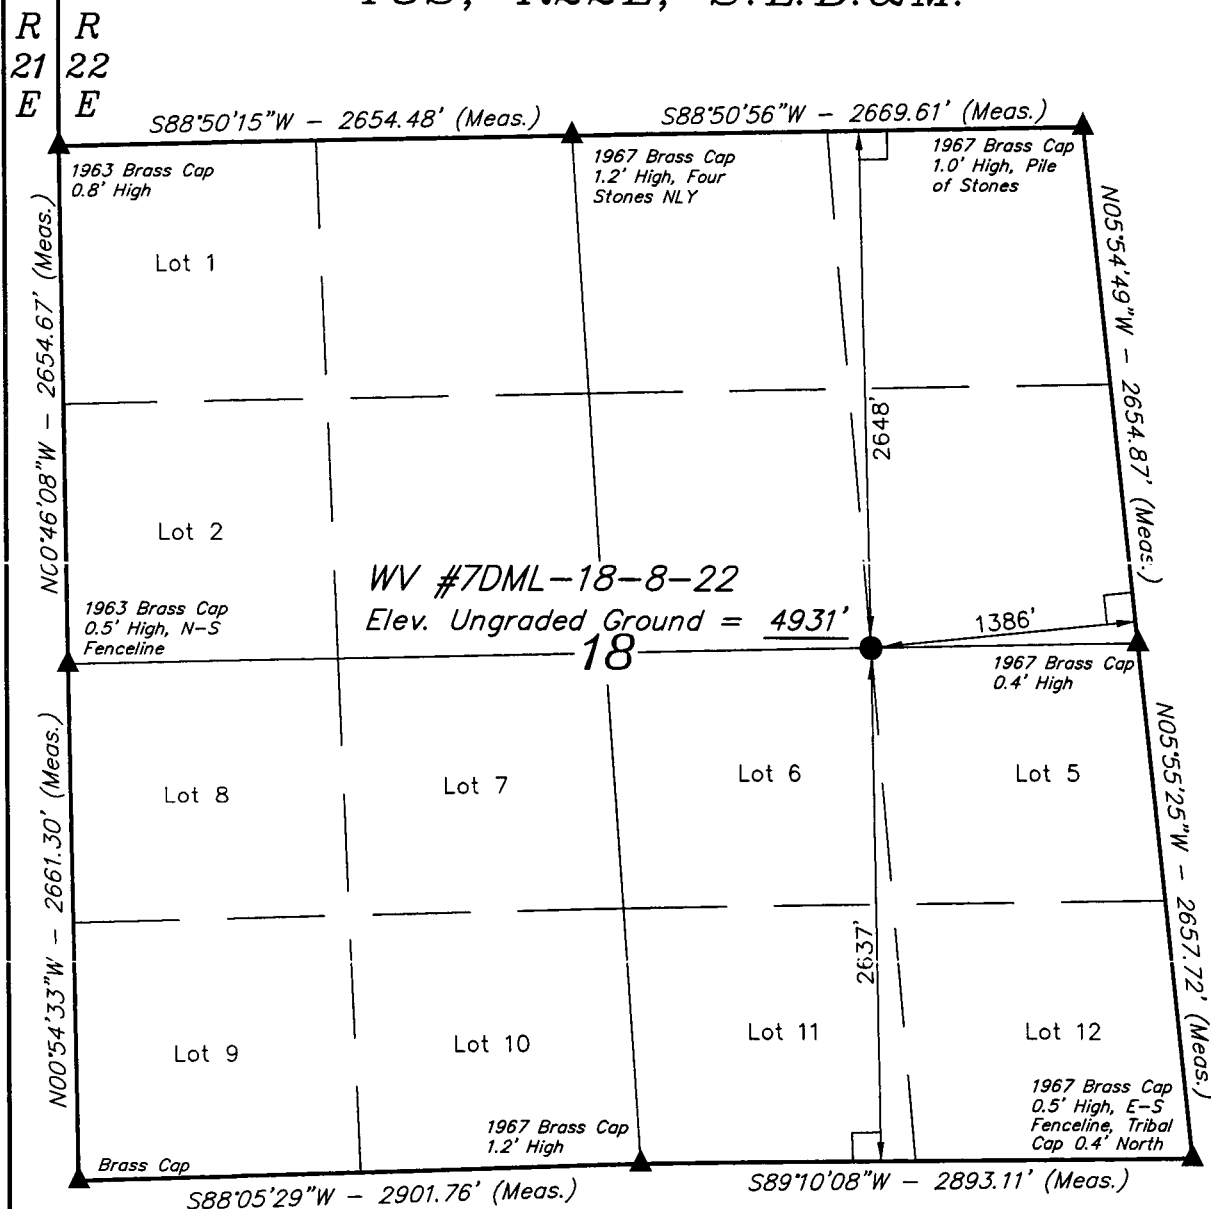 T8S, R22E, S.L.B.&M.
R R
21 22
E E
S88°50'15"W - 2654.48' (Meas.)
S88°50'56"W - 2669.61' (Meas.)
1963 Brass Cap
0.8' High
1967 Brass Cap
1.2' High, Four
Stones NLY
1967 Brass Cap
1.0' High, Pile
of Stones
N00°46'08"W - 2654.67' (Meas.)
N05°54'49"W - 2654.87' (Meas.)
Lot 1
2648'
Lot 2
WV #7DML-18-8-22
Elev. Ungraded Ground = 4931'
1963 Brass Cap
0.5' High, N-S
Fenceline
18
1386'
1967 Brass Cap
0.4' High
N00°54'33"W - 2661.30' (Meas.)
N05°55'25"W - 2657.72' (Meas.)
Lot 8
Lot 7
Lot 6
Lot 5
2637'
Lot 9
Lot 10
Lot 11
Lot 12
1967 Brass Cap
1.2' High
1967 Brass Cap
0.5' High, E-S
Fenceline, Tribal
Cap 0.4' North
Brass Cap
S88°05'29"W - 2901.76' (Meas.)
S89°10'08"W - 2893.11' (Meas.)